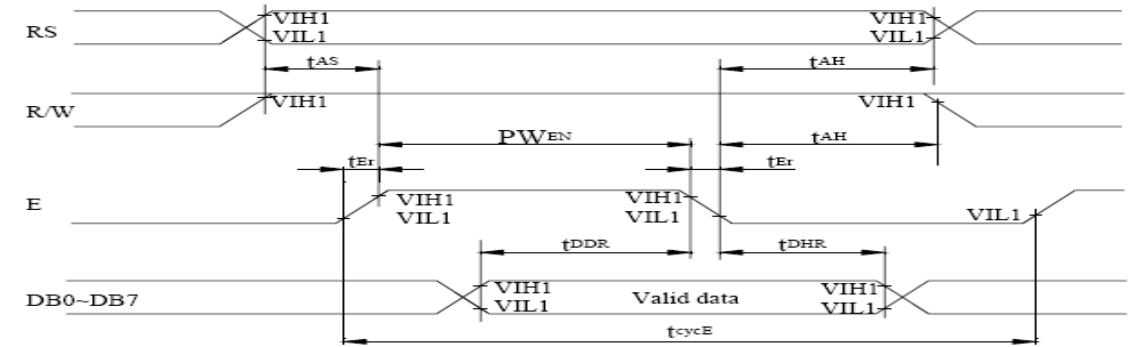 RS VIH1 VIH1
VIL1 VIL1
tAS tAH
R/W VIH1 VIH1
PWEN tAH
tEr tEr
E VIH1 VIH1
VIL1 VIL1 VIL1
tDDR tDHR
DB0~DB7 VIH1 Valid data VIH1
VIL1 VIL1
tcycE